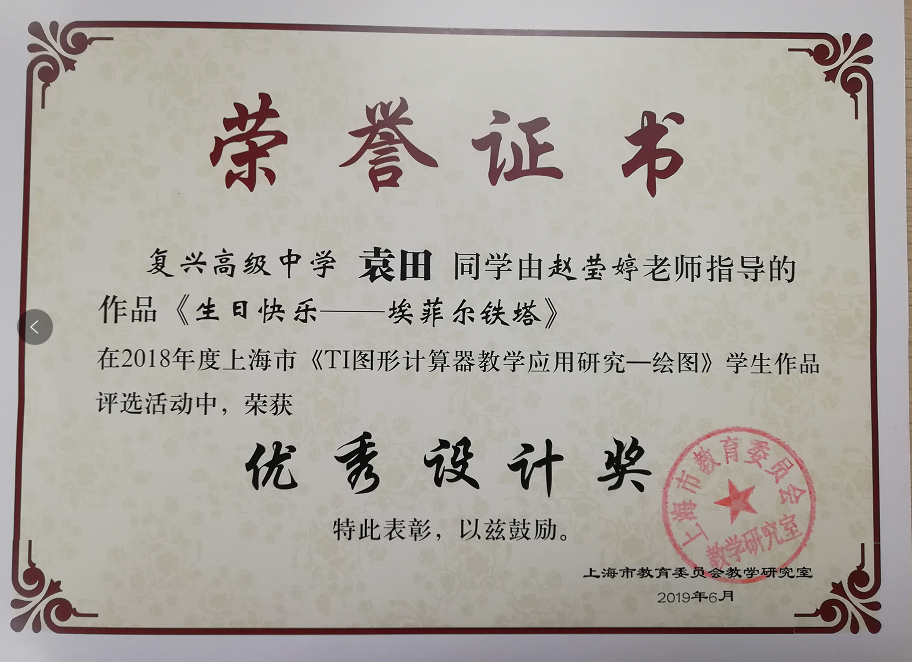 荣誉证书
复兴高级中学 袁田 同学由赵莹婷老师指导的
作品《生日快乐——埃菲尔铁塔》
在2018年度上海市《TI图形计算器教学应用研究—绘图》学生作品
评选活动中，荣获
优秀设计奖
特此表彰，以兹鼓励。
上海市教育委员会
教学研究室
上海市教育委员会教学研究室
2019年6月